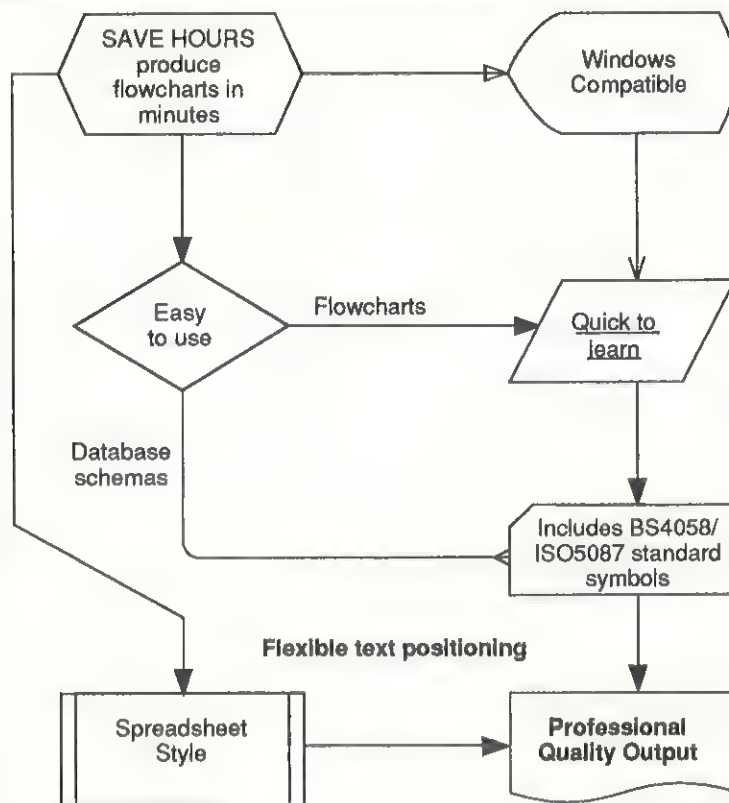 SAVE HOURS
produce
flowcharts in
minutes
Windows
Compatible
Easy
to use
Flowcharts
Quick to
learn
Database
schemas
Includes BS4058/
ISO5087 standard
symbols
Flexible text positioning
Spreadsheet
Style
Professional
Quality Output